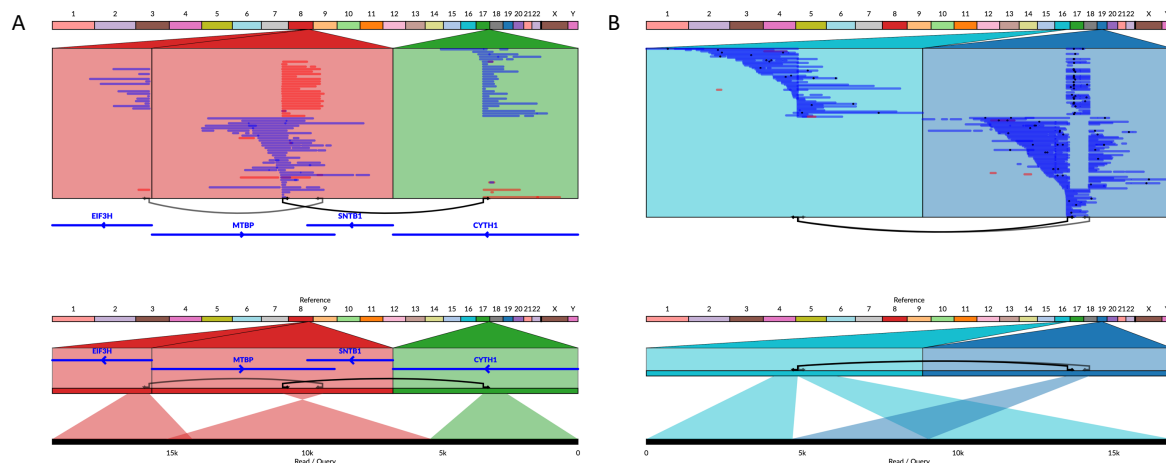 A
1 2 3 4 5 6 7 8 9 10 11 12 13 14 15 16 17 18 19 20 21 22 X Y
EIF3H
MTBP
SNTB1
CYTH1
Reference
1 2 3 4 5 6 7 8 9 10 11 12 13 14 15 16 17 18 19 20 21 22 X Y
EIF3H
MTBP
SNTB1
CYTH1
15k 10k 5k 0
Read / Query
B
1 2 3 4 5 6 7 8 9 10 11 12 13 14 15 16 17 18 19 20 21 22 X
Reference
1 2 3 4 5 6 7 8 9 10 11 12 13 14 15 16 17 18 19 20 21 22 X
0 5k 10k 15k
Read / Query